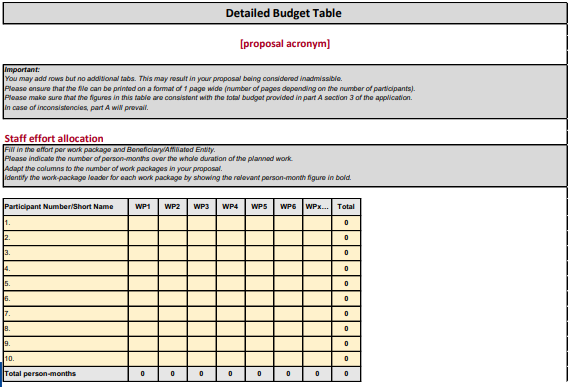 Detailed Budget Table
[proposal acronym]
Important:
You may add rows but no additional tabs. This may result in your proposal being considered inadmissible.
Please ensure that the file can be printed on a format of 1 page wide (number of pages depending on the number of participants).
Please make sure that the figures in this table are consistent with the total budget provided in part A section 3 of the application.
In case of inconsistencies, part A will prevail.
Staff effort allocation
Fill in the effort per work package and Beneficiary/Affiliated Entity.
Please indicate the number of person-months over the whole duration of the planned work.
Adapt the columns to the number of work packages in your proposal.
Identify the work-package leader for each work package by showing the relevant person-month figure in bold.
Participant Number/Short Name WP1 WP2 WP3 WP4 WP5 WP6 WPx... Total
1. 0
2. 0
3. 0
4. 0
5. 0
6. 0
7. 0
8. 0
9. 0
10. 0
Total person-months 0 0 0 0 0 0 0 0